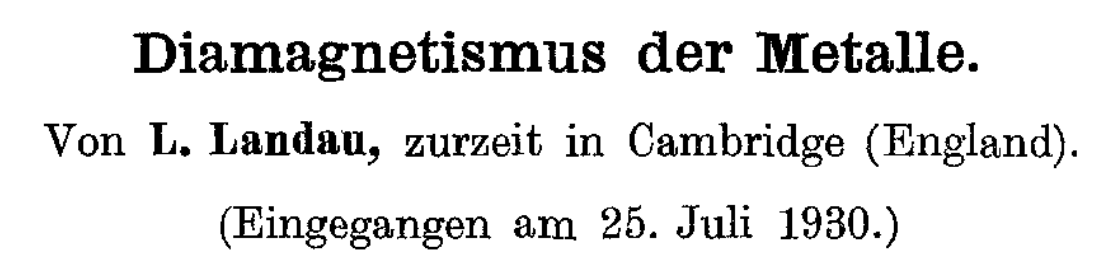 Diamagnetismus der Metalle.
Von L. Landau, zurzeit in Cambridge (England).
(Eingegangen am 25. Juli 1930.)